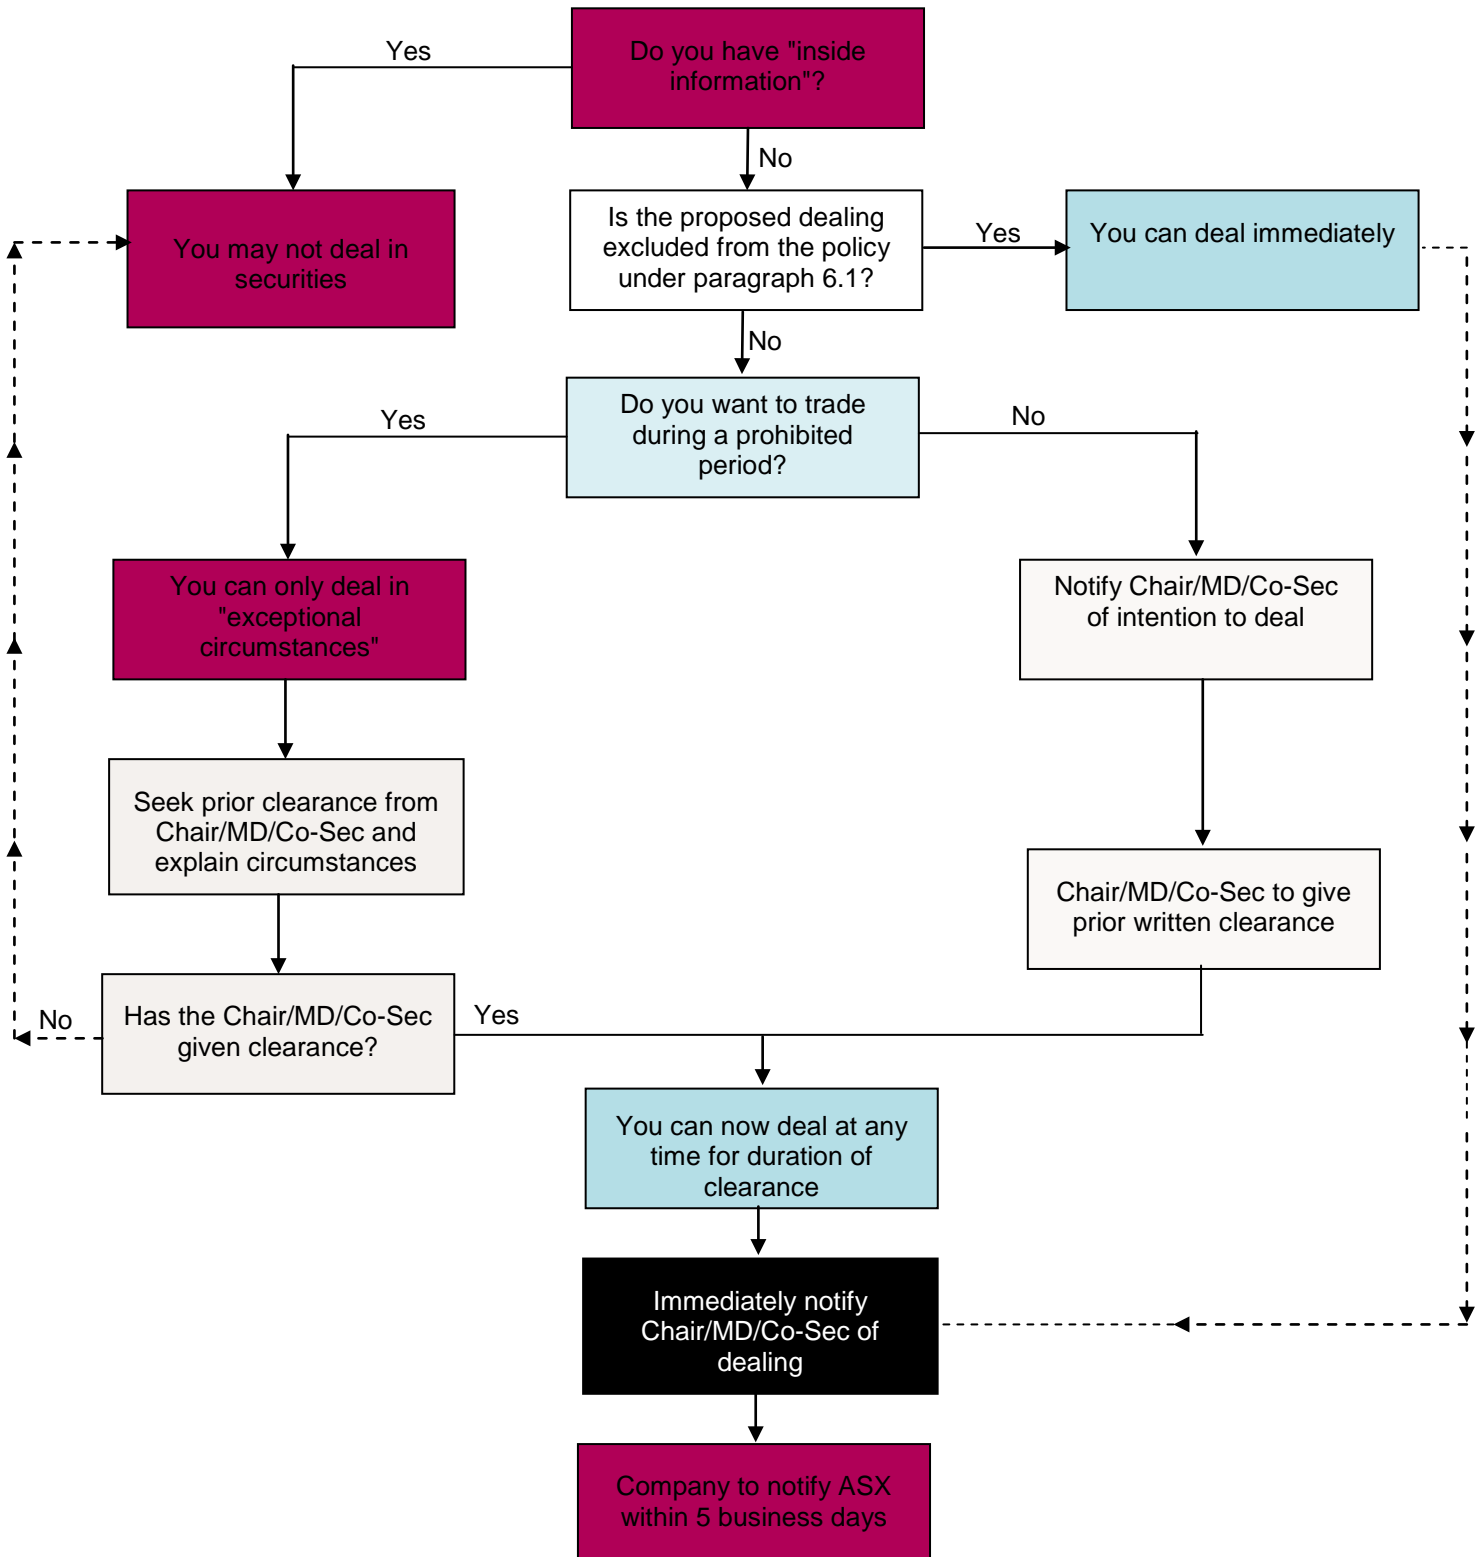 Do you have "inside
information"?
Yes
No
You may not deal in
securities
Is the proposed dealing
excluded from the policy
under paragraph 6.1?
Yes
You can deal immediately
No
Do you want to trade
during a prohibited
period?
Yes
No
You can only deal in
"exceptional
circumstances"
Notify Chair/MD/Co-Sec
of intention to deal
Seek prior clearance from
Chair/MD/Co-Sec and
explain circumstances
Chair/MD/Co-Sec to give
prior written clearance
No
Has the Chair/MD/Co-Sec
given clearance?
Yes
You can now deal at any
time for duration of
clearance
Immediately notify
Chair/MD/Co-Sec of
dealing
Company to notify ASX
within 5 business days